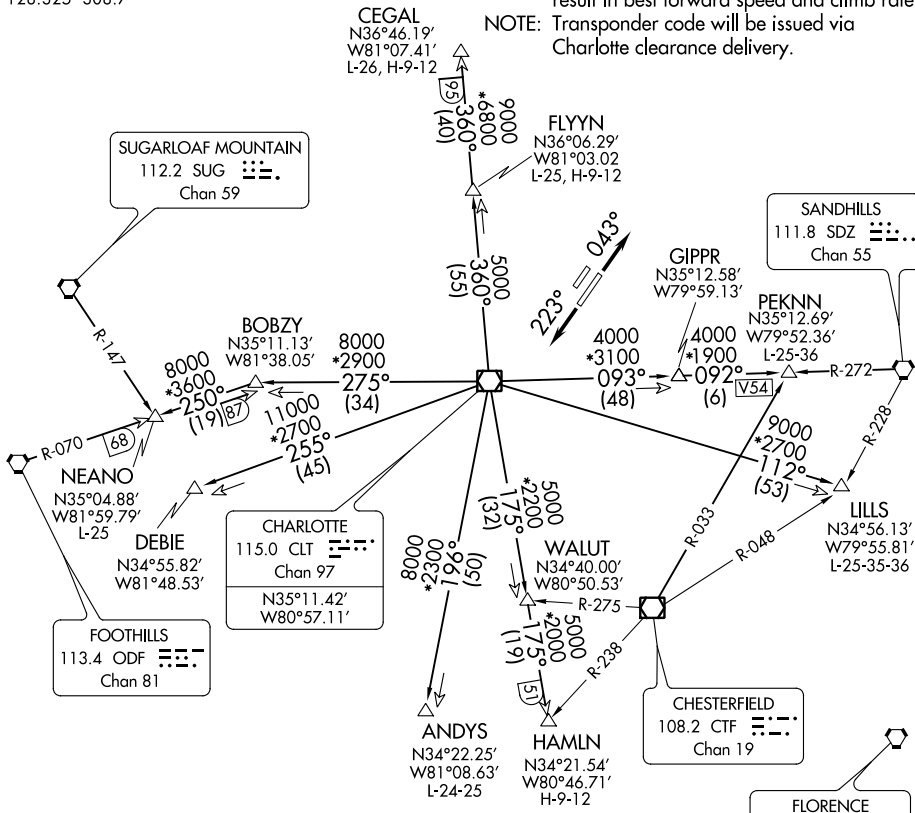 result in best forward speed and climb rate
NOTE: Transponder code will be issued via
Charlotte clearance delivery.
CEGAL
N36°46.19'
W81°07.41'
L-26, H-9-12
95
9000
*6800
360°
(40)
FLYYN
N36°06.29'
W81°03.02
L-25, H-9-12
5000
360°
(55)
SUGARLOAF MOUNTAIN
112.2 SUG
Chan 59
R-147
043°
223°
SANDHILLS
111.8 SDZ
Chan 55
GIPPR
N35°12.58'
W79°59.13'
PEKNN
N35°12.69'
W79°52.36'
L-25-36
BOBZY
N35°11.13'
W81°38.05'
8000
*2900
275°
(34)
4000
*3100
093°
(48)
4000
*1900
092°
(6)
V54
R-272
R-228
8000
*3600
250°
(19)
87
R-070
68
NEANO
N35°04.88'
W81°59.79'
L-25
11000
*2700
255°
(45)
DEBIE
N34°55.82'
W81°48.53'
9000
*2700
112°
(53)
LILLS
N34°56.13'
W79°55.81'
L-25-35-36
CHARLOTTE
115.0 CLT
Chan 97
N35°11.42'
W80°57.11'
5000
*2200
175°
(32)
8000
*2300
196°
(50)
WALUT
N34°40.00'
W80°50.53'
R-275
R-033
R-048
R-238
5000
*2000
175°
(19)
51
FOOTHILLS
113.4 ODF
Chan 81
CHESTERFIELD
108.2 CTF
Chan 19
ANDYS
N34°22.25'
W81°08.63'
L-24-25
HAMLN
N34°21.54'
W80°46.71'
H-9-12
FLORENCE